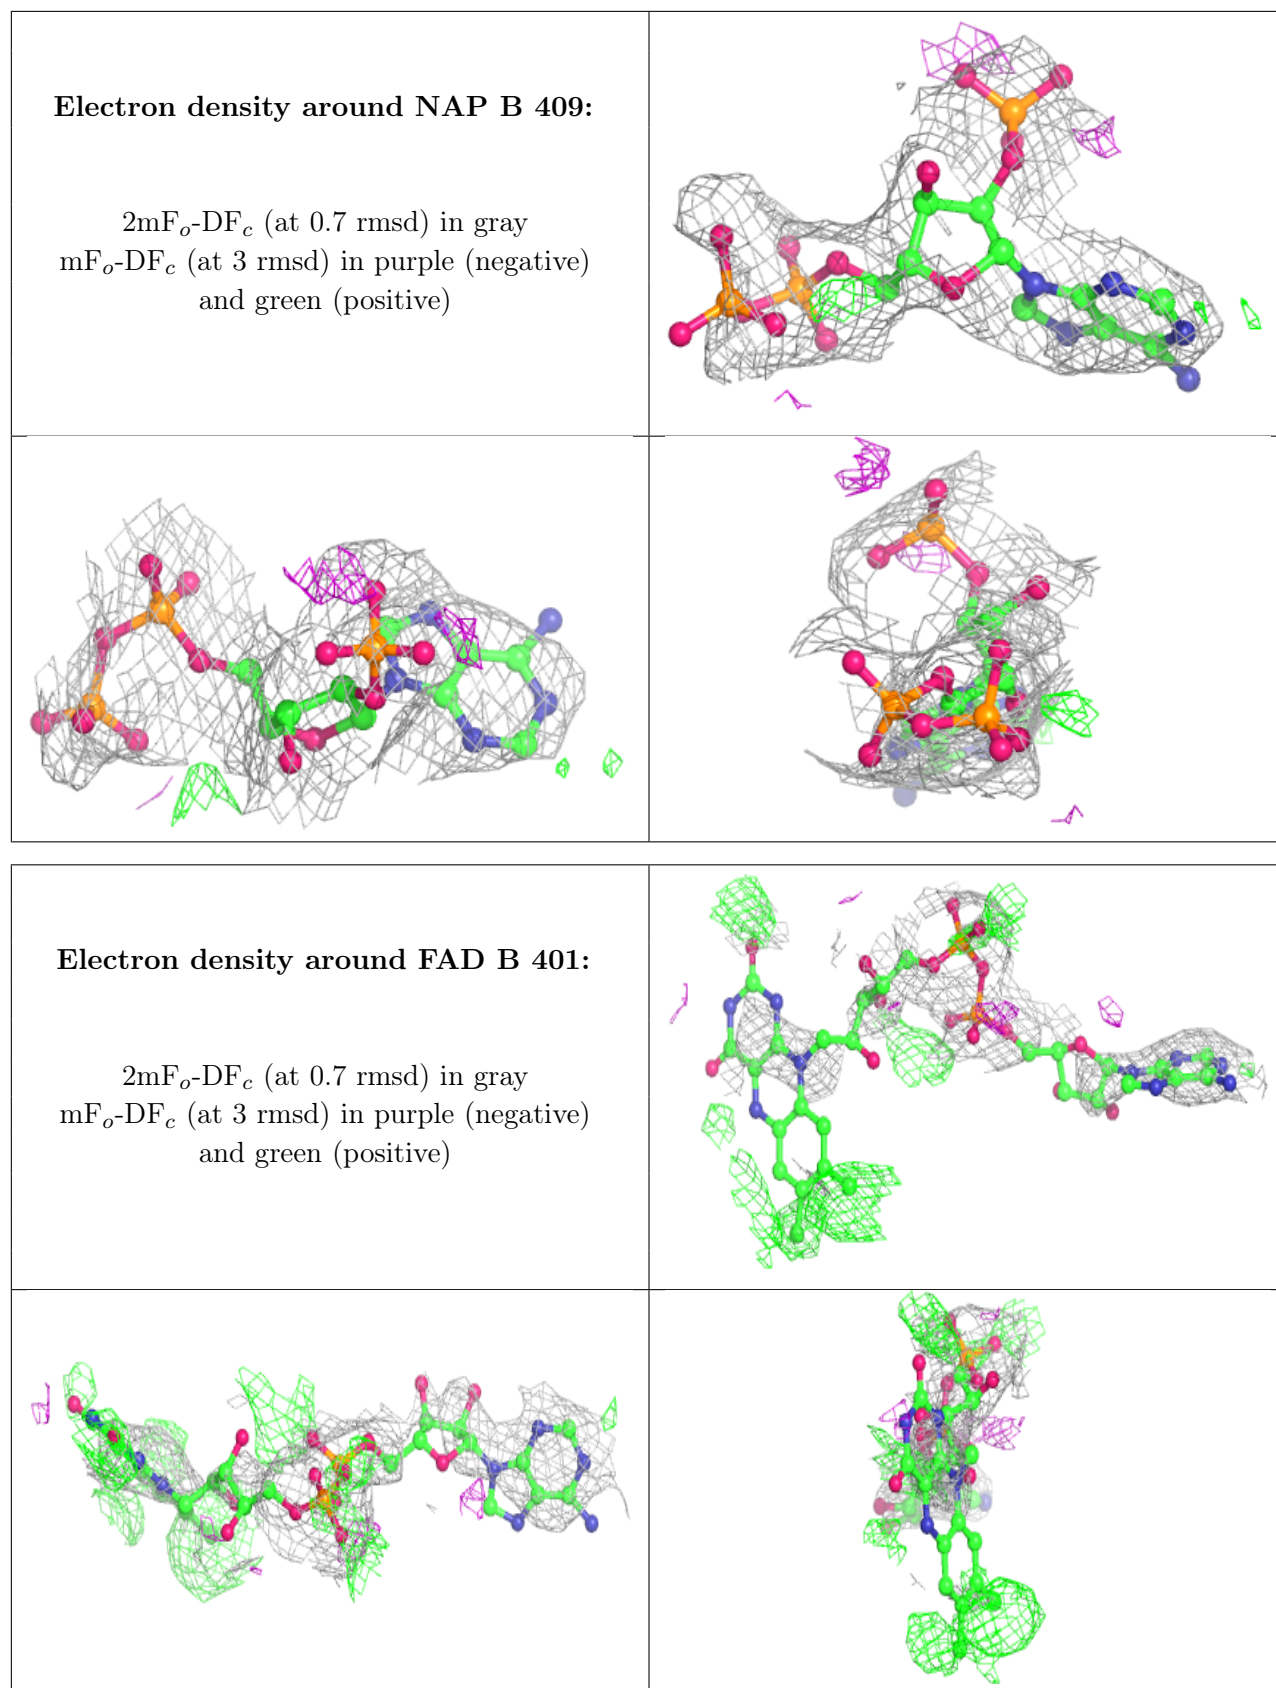 Electron density around NAP B 409:
2mFo-DFc (at 0.7 rmsd) in gray
mFo-DFc (at 3 rmsd) in purple (negative)
and green (positive)
Electron density around FAD B 401:
2mFo-DFc (at 0.7 rmsd) in gray
mFo-DFc (at 3 rmsd) in purple (negative)
and green (positive)